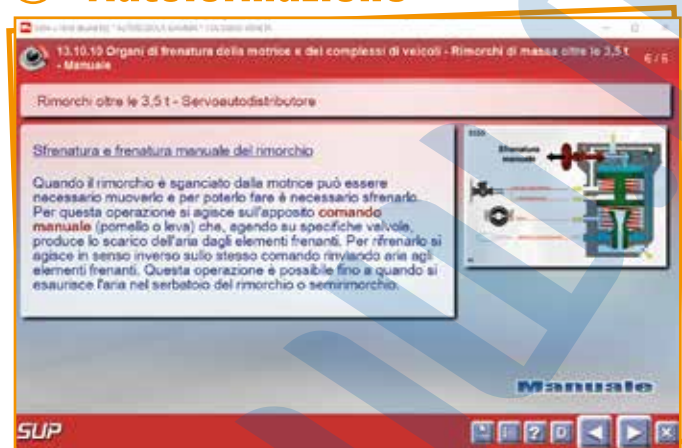 Autoformazione
13.10.10 Organi di frenatura della motrice e dei complessi di veicoli - Rimorchi di massa oltre le 3,5 t
- Manuale
6 / 6
Rimorchi oltre le 3,5 t - Servoautodistributore
Sfrenatura e frenatura manuale del rimorchio
Quando il rimorchio è sganciato dalla motrice può essere
necessario muoverlo e per poterlo fare è necessario sfrenarlo.
Per questa operazione si agisce sull'apposito comando
manuale (pomello o leva) che, agendo su specifiche valvole,
produce lo scarico dell'aria dagli elementi frenanti. Per rifrenarlo si
agisce in senso inverso sullo stesso comando rinviando aria agli
elementi frenanti. Questa operazione è possibile fino a quando si
esaurisce l'aria nel serbatoio del rimorchio o semirimorchio.
Sfrenatura
manuale
Manuale
SUP
? D